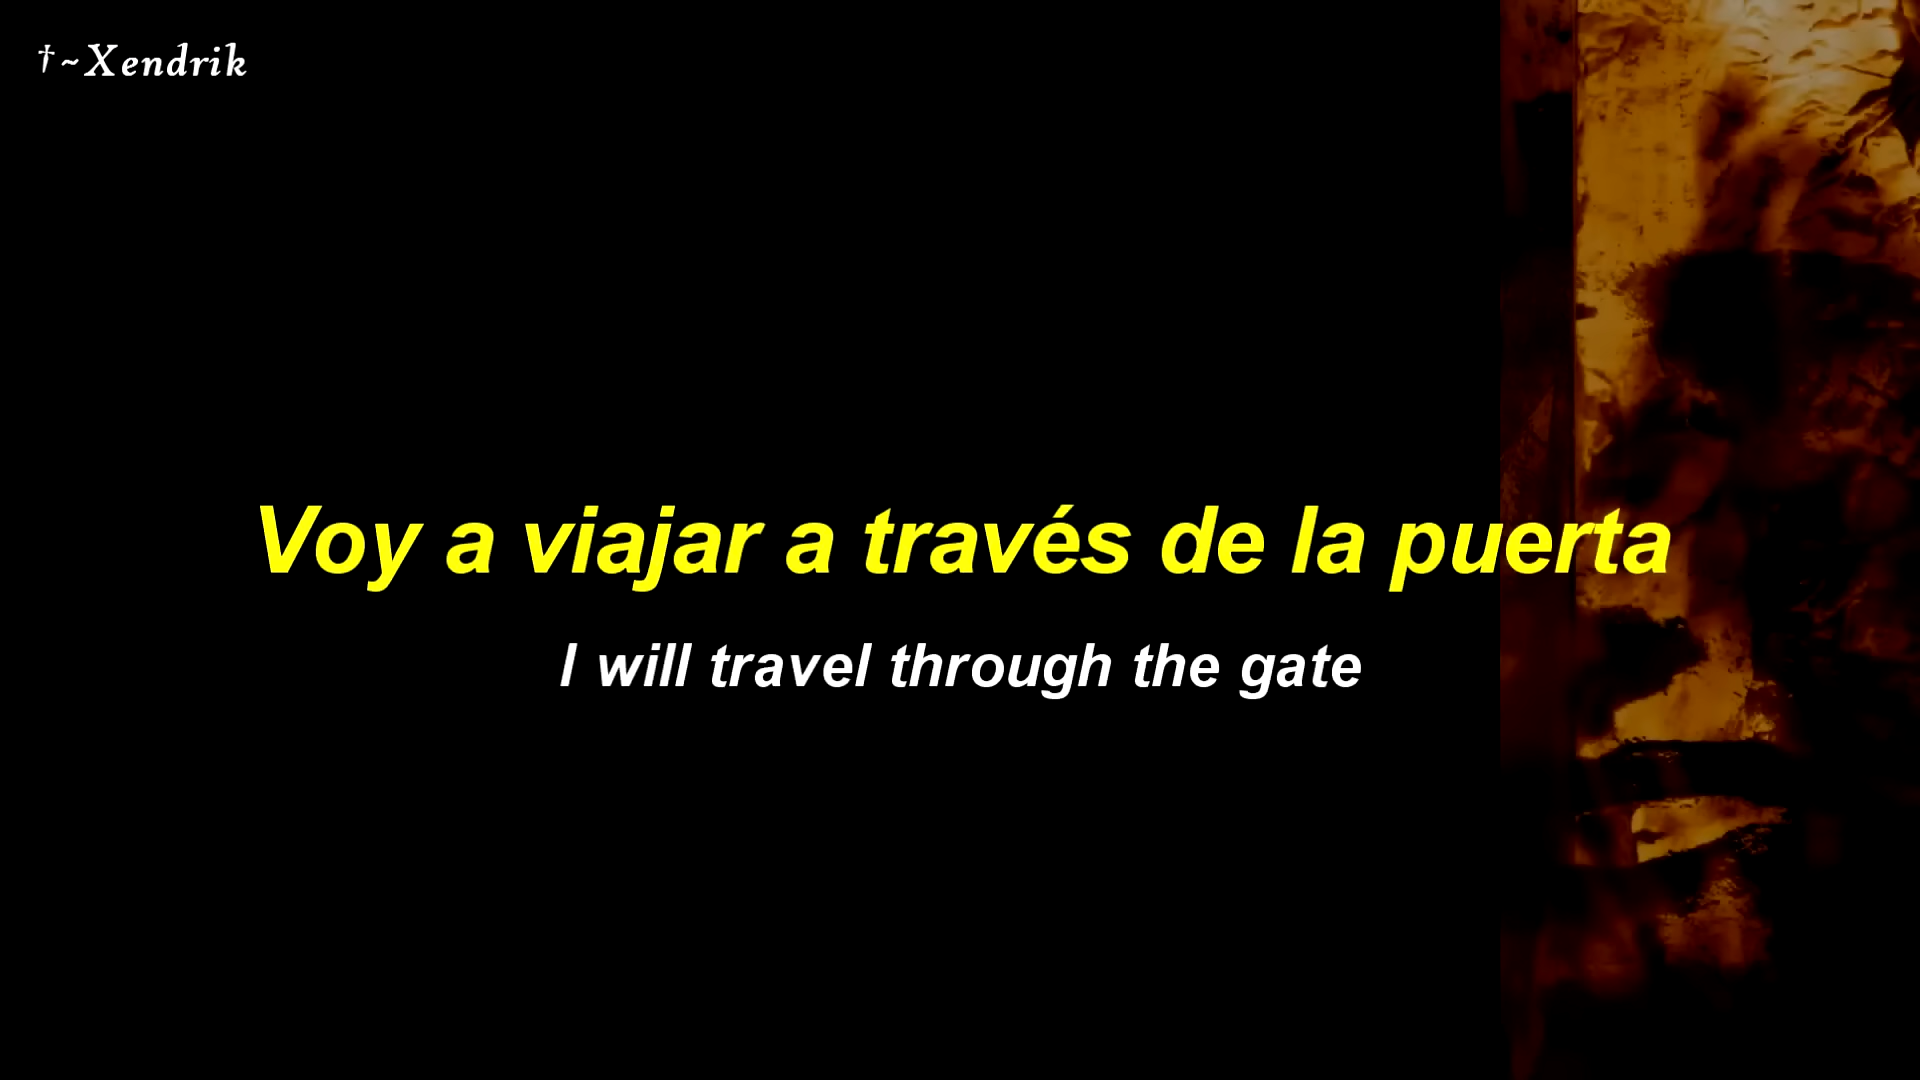 †~Xendrik
Voy a viajar a través de la puerta
I will travel through the gate